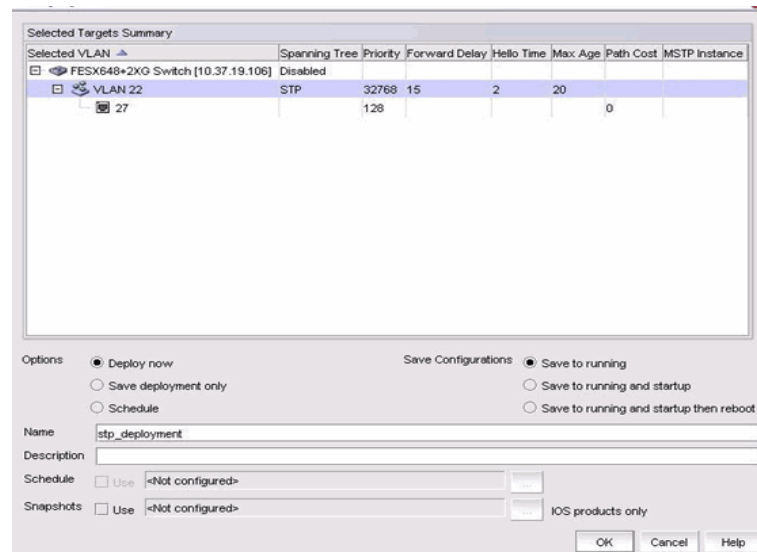 Selected Targets Summary
Selected VLAN Spanning Tree Priority Forward Delay Hello Time Max Age Path Cost MSTP Instance
FESX648+2XG Switch [10.37.19.106] Disabled
VLAN 22 STP 32768 15 2 20
27 128 0
Options Deploy now Save Configurations Save to running
Save deployment only Save to running and startup
Schedule Save to running and startup then reboot
Name stp_deployment
Description
Schedule Use <Not configured> ...
Snapshots Use <Not configured> ... IOS products only
OK Cancel Help